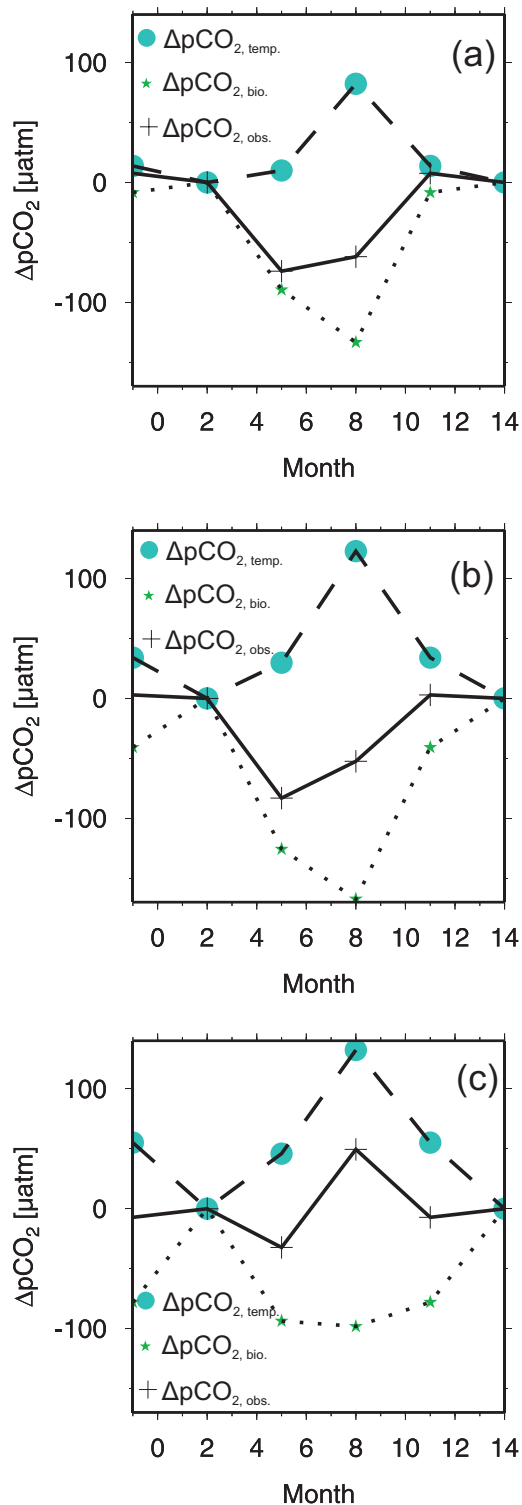 (a)
ΔpCO2, temp.
100
ΔpCO2, bio.
ΔpCO2, obs.
ΔpCO2 [μatm]
0
-100
0 2 4 6 8 10 12 14
Month
(b)
ΔpCO2, temp.
100
ΔpCO2, bio.
ΔpCO2, obs.
ΔpCO2 [μatm]
0
-100
0 2 4 6 8 10 12 14
Month
(c)
100
ΔpCO2 [μatm]
0
ΔpCO2, temp.
-100
ΔpCO2, bio.
ΔpCO2, obs.
0 2 4 6 8 10 12 14
Month